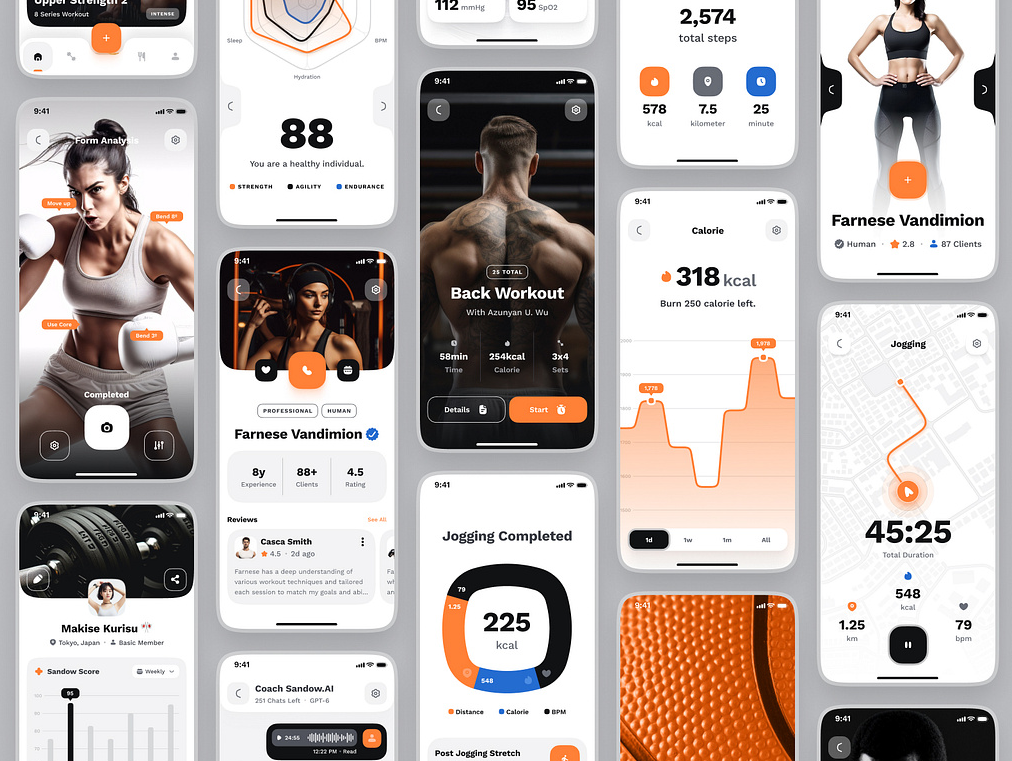 Upper Strength 2
8 Series Workout
INTENSE
9:41
Form Analysis
Move up
Bend 8º
Use Core
Completed
9:41
Makise Kurisu
Tokyo, Japan · Basic Member
Sandow Score
Weekly
95
100
90
80
70
Sleep
BPM
Hydration
88
You are a healthy individual.
STRENGTH
AGILITY
ENDURANCE
9:41
PROFESSIONAL
HUMAN
Farnese Vandimion
8y
88+
4.5
Experience
Clients
Rating
Reviews
See All
Casca Smith
4.5 · 2d ago
Farnese has a deep understanding of
various workout techniques and tailored
each session to match my goals and abi...
9:41
Coach Sandow.AI
251 Chats Left · GPT-6
24:55
12:22 PM · Read
112 mmHg
95 SpO2
9:41
25 TOTAL
Back Workout
With Azunyan U. Wu
58min
254kcal
3x4
Time
Calorie
Sets
Details
Start
9:41
Jogging Completed
79
1.25
225
kcal
548
Distance
Calorie
BPM
Post Jogging Stretch
2,574
total steps
578
7.5
25
kcal
kilometer
minute
9:41
Calorie
318 kcal
Burn 250 calorie left.
1,978
1,778
1d
1w
1m
All
9:41
Farnese Vandimion
Human · 2.8 · 87 Clients
9:41
Jogging
45:25
Total Duration
548
kcal
1.25
79
km
bpm
9:41